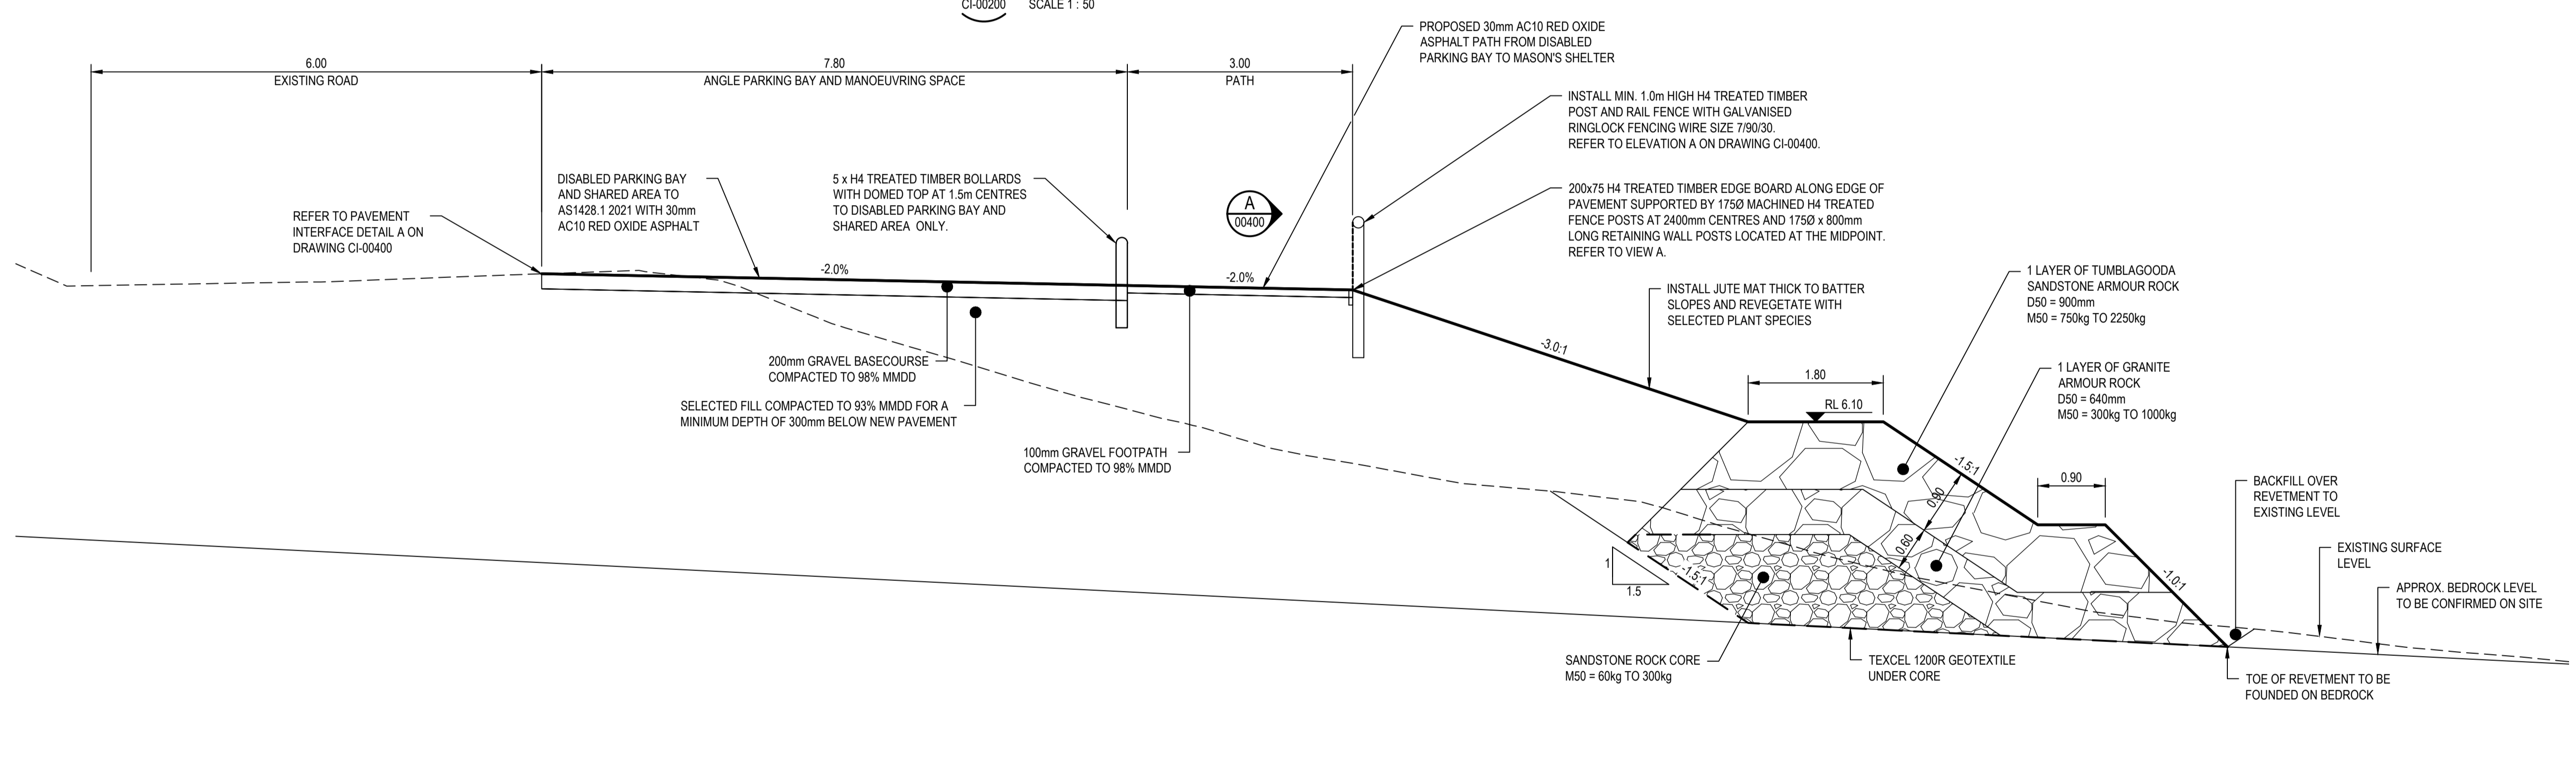 CI-00200 SCALE 1 : 50
6.00
EXISTING ROAD
7.80
ANGLE PARKING BAY AND MANOEUVRING SPACE
3.00
PATH
PROPOSED 30mm AC10 RED OXIDE
ASPHALT PATH FROM DISABLED
PARKING BAY TO MASON'S SHELTER
INSTALL MIN. 1.0m HIGH H4 TREATED TIMBER
POST AND RAIL FENCE WITH GALVANISED
RINGLOCK FENCING WIRE SIZE 7/90/30.
REFER TO ELEVATION A ON DRAWING CI-00400.
REFER TO PAVEMENT
INTERFACE DETAIL A ON
DRAWING CI-00400
DISABLED PARKING BAY
AND SHARED AREA TO
AS1428.1 2021 WITH 30mm
AC10 RED OXIDE ASPHALT
5 x H4 TREATED TIMBER BOLLARDS
WITH DOMED TOP AT 1.5m CENTRES
TO DISABLED PARKING BAY AND
SHARED AREA ONLY.
A
00400
200x75 H4 TREATED TIMBER EDGE BOARD ALONG EDGE OF
PAVEMENT SUPPORTED BY 175Ø MACHINED H4 TREATED
FENCE POSTS AT 2400mm CENTRES AND 175Ø x 800mm
LONG RETAINING WALL POSTS LOCATED AT THE MIDPOINT.
REFER TO VIEW A.
-2.0%
-2.0%
INSTALL JUTE MAT THICK TO BATTER
SLOPES AND REVEGETATE WITH
SELECTED PLANT SPECIES
1 LAYER OF TUMBLAGOODA
SANDSTONE ARMOUR ROCK
D50 = 900mm
M50 = 750kg TO 2250kg
200mm GRAVEL BASECOURSE
COMPACTED TO 98% MMDD
SELECTED FILL COMPACTED TO 93% MMDD FOR A
MINIMUM DEPTH OF 300mm BELOW NEW PAVEMENT
100mm GRAVEL FOOTPATH
COMPACTED TO 98% MMDD
-3.0:1
1.80
RL 6.10
1 LAYER OF GRANITE
ARMOUR ROCK
D50 = 640mm
M50 = 300kg TO 1000kg
-1.5:1
0.90
0.90
0.60
BACKFILL OVER
REVETMENT TO
EXISTING LEVEL
1
1.5
-1.5:1
-1.0:1
EXISTING SURFACE
LEVEL
APPROX. BEDROCK LEVEL
TO BE CONFIRMED ON SITE
SANDSTONE ROCK CORE
M50 = 60kg TO 300kg
TEXCEL 1200R GEOTEXTILE
UNDER CORE
TOE OF REVETMENT TO BE
FOUNDED ON BEDROCK